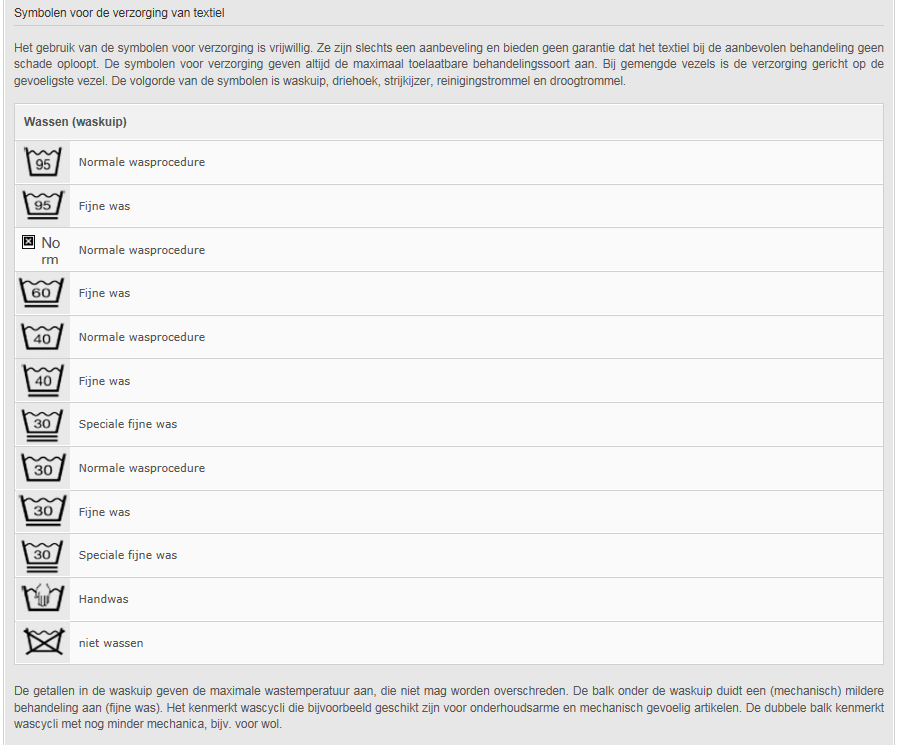 Symbolen voor de verzorging van textiel
Het gebruik van de symbolen voor verzorging is vrijwillig. Ze zijn slechts een aanbeveling en bieden geen garantie dat het textiel bij de aanbevolen behandeling geen
schade oploopt. De symbolen voor verzorging geven altijd de maximaal toelaatbare behandelingssoort aan. Bij gemengde vezels is de verzorging gericht op de
gevoeligste vezel. De volgorde van de symbolen is waskuip, driehoek, strijkijzer, reinigingstrommel en droogtrommel.
Wassen (waskuip)
95 Normale wasprocedure
95 Fijne was
No
rm
Normale wasprocedure
60 Fijne was
40 Normale wasprocedure
40 Fijne was
30 Speciale fijne was
30 Normale wasprocedure
30 Fijne was
30 Speciale fijne was
Handwas
niet wassen
De getallen in de waskuip geven de maximale wastemperatuur aan, die niet mag worden overschreden. De balk onder de waskuip duidt een (mechanisch) mildere
behandeling aan (fijne was). Het kenmerkt wascycli die bijvoorbeeld geschikt zijn voor onderhoudsarme en mechanisch gevoelig artikelen. De dubbele balk kenmerkt
wascycli met nog minder mechanica, bijv. voor wol.